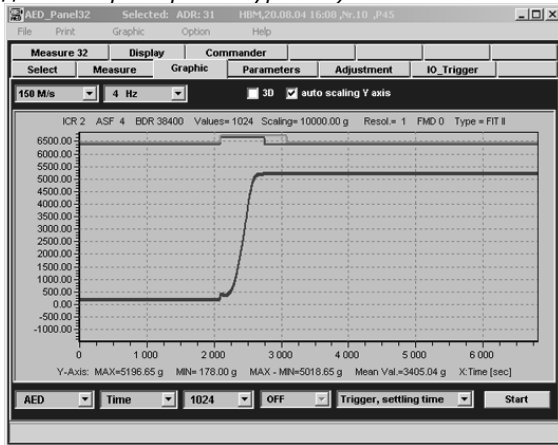 AED_Panel32 Selected: ADR: 31 HBM,20.08.04 16:08 ,Nr.10 ,P45
File Print Graphic Option Help
Measure 32 Display Commander
Select Measure Graphic Parameters Adjustment IO_Trigger
150 M/s 4 Hz 3D auto scaling Y axis
ICR 2 ASF 4 BDR 38400 Values= 1024 Scaling= 10000.00 g Resol.= 1 FMD 0 Type = FIT II
6500.00
6000.00
5500.00
5000.00
4500.00
4000.00
3500.00
3000.00
2500.00
2000.00
1500.00
1000.00
500.00
0.00
-500.00
-1000.00
0 1 000 2 000 3 000 4 000 5 000 6 000
Y-Axis: MAX=5196.65 g MIN= 178.00 g MAX - MIN=5018.65 g Mean Val.=3405.04 g X:Time [sec]
AED Time 1024 OFF Trigger, settling time Start